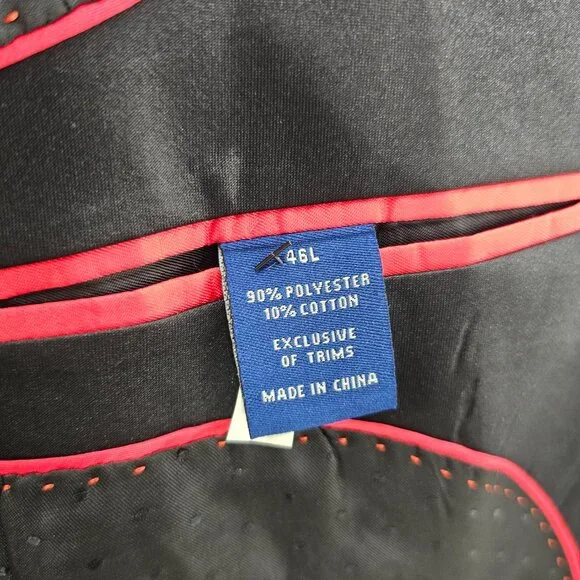 46L
90% POLYESTER
10% COTTON
EXCLUSIVE
OF TRIMS
MADE IN CHINA